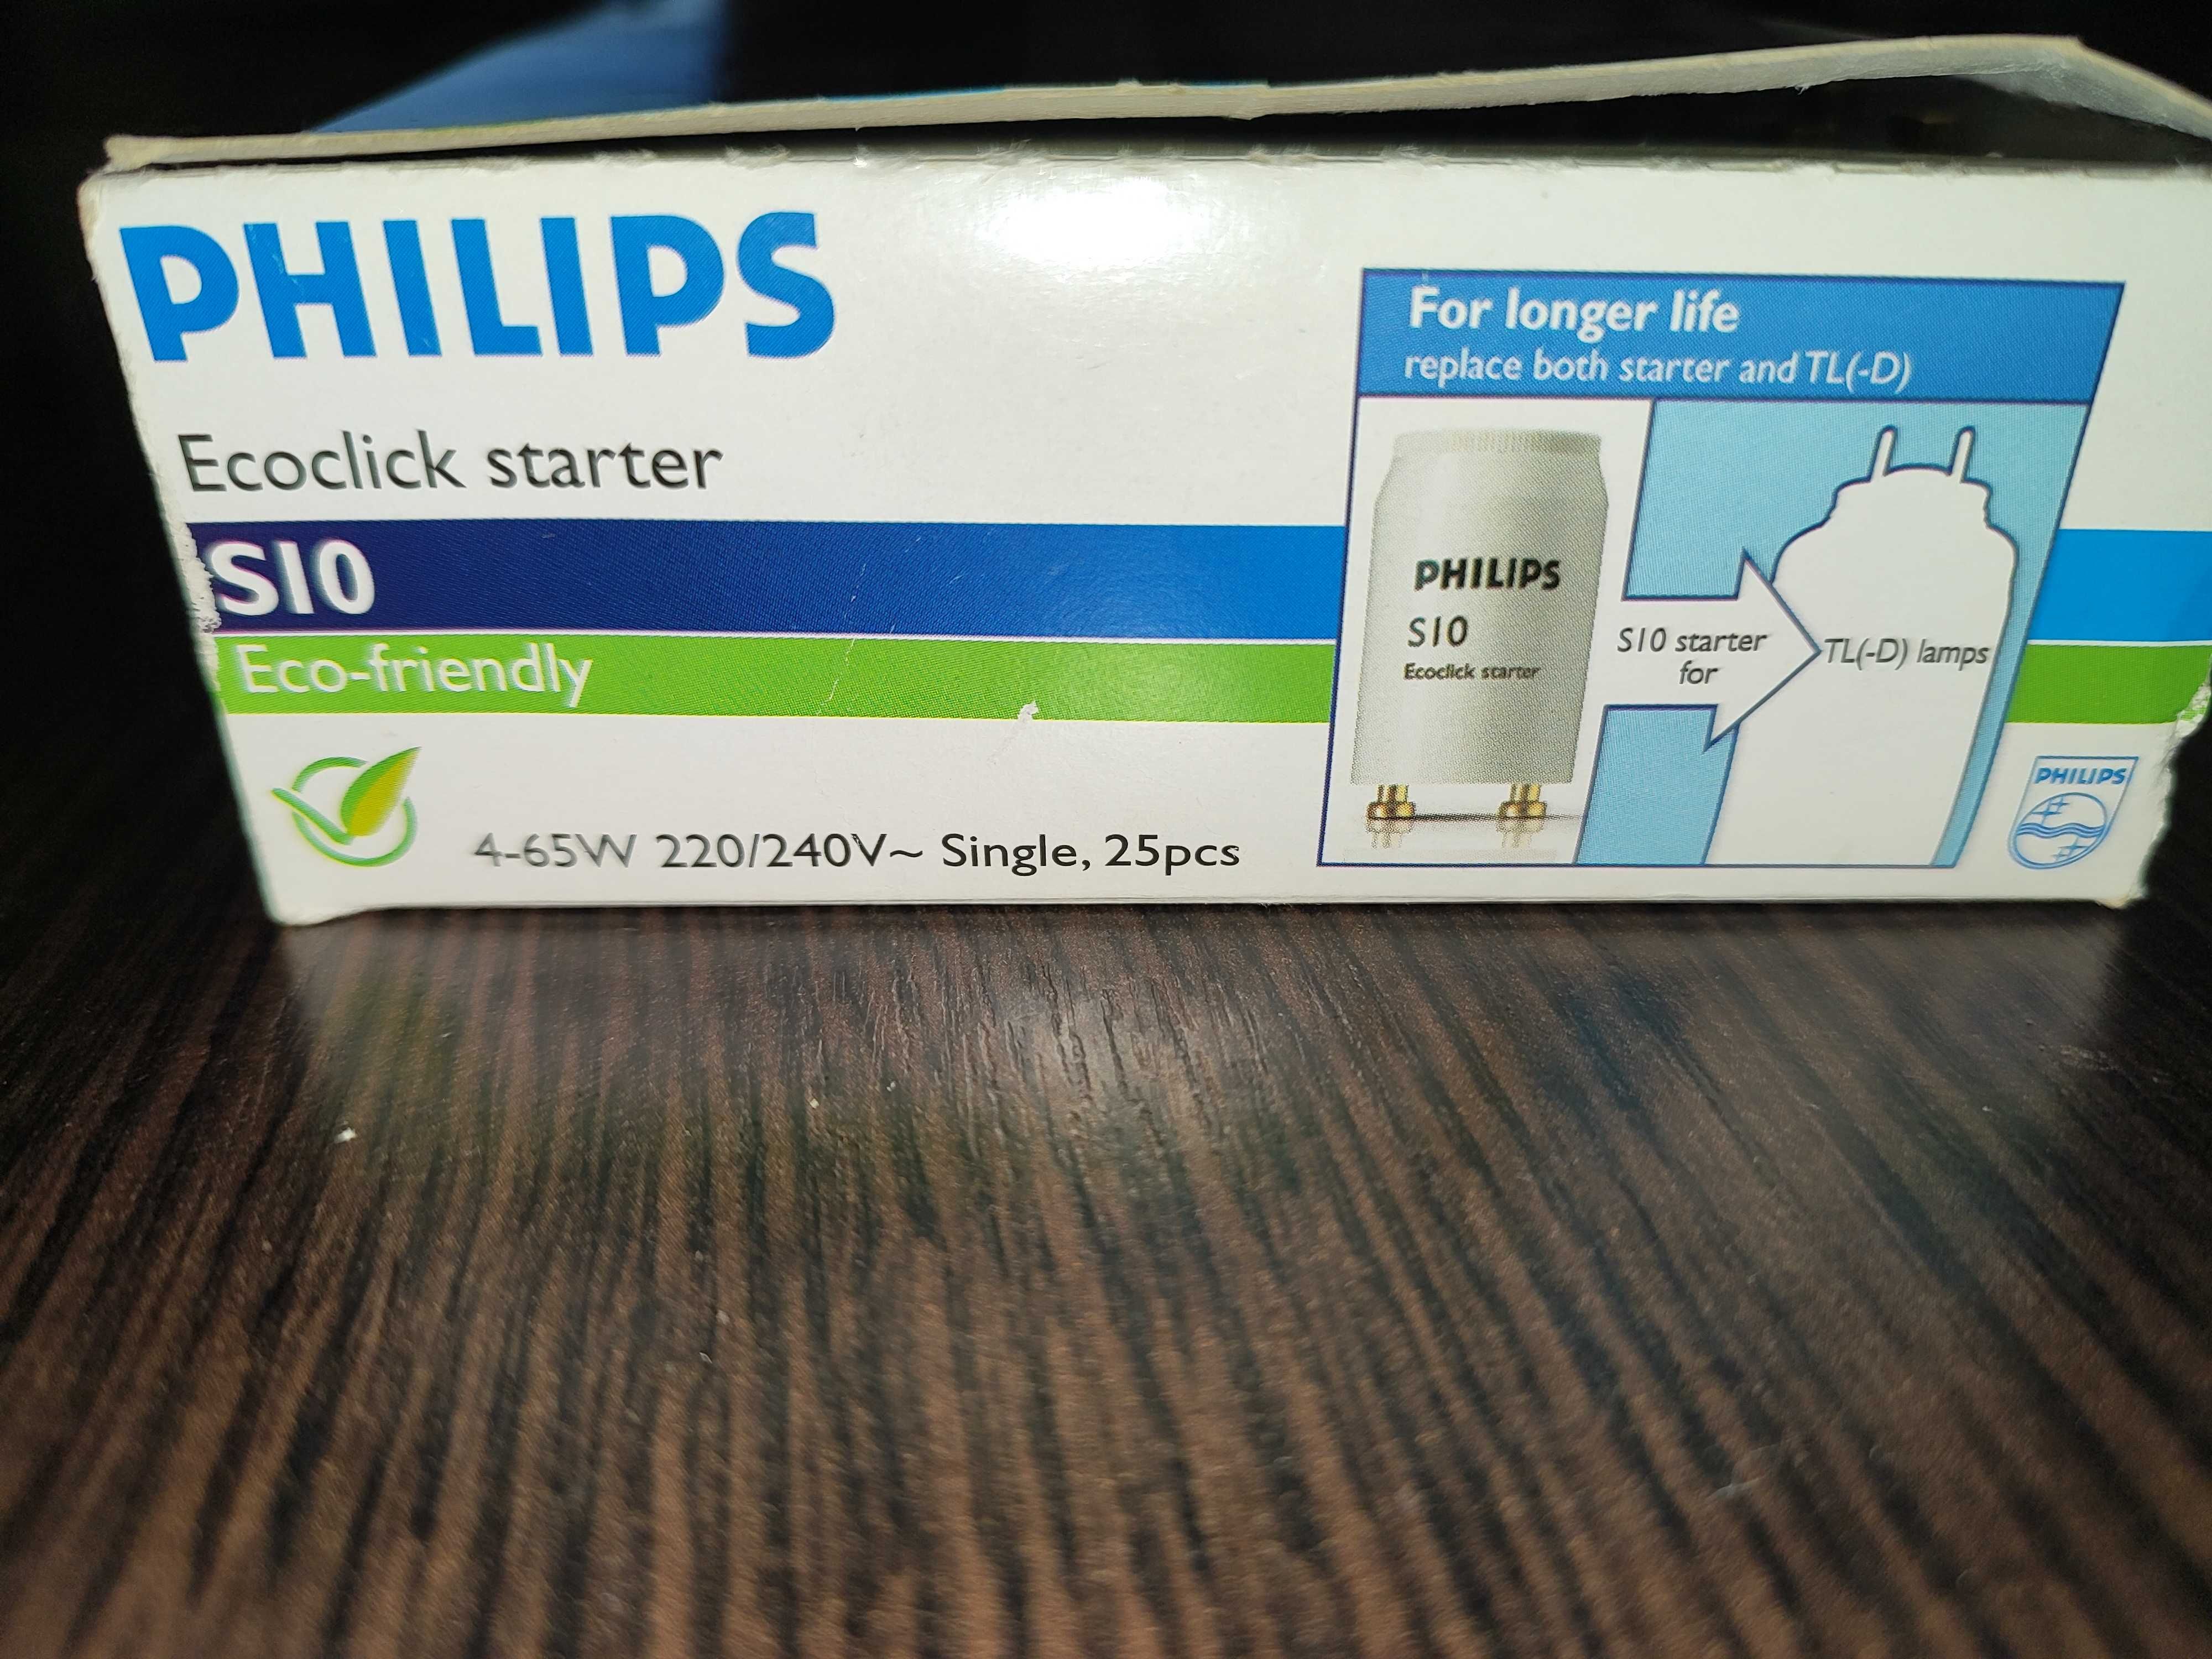 PHILIPS
Ecoclick starter
S10
Eco-friendly
4-65W 220/240V~ Single, 25pcs
For longer life
replace both starter and TL(-D)
PHILIPS
S10
Ecoclick starter
S10 starter
for
TL(-D) lamps
PHILIPS